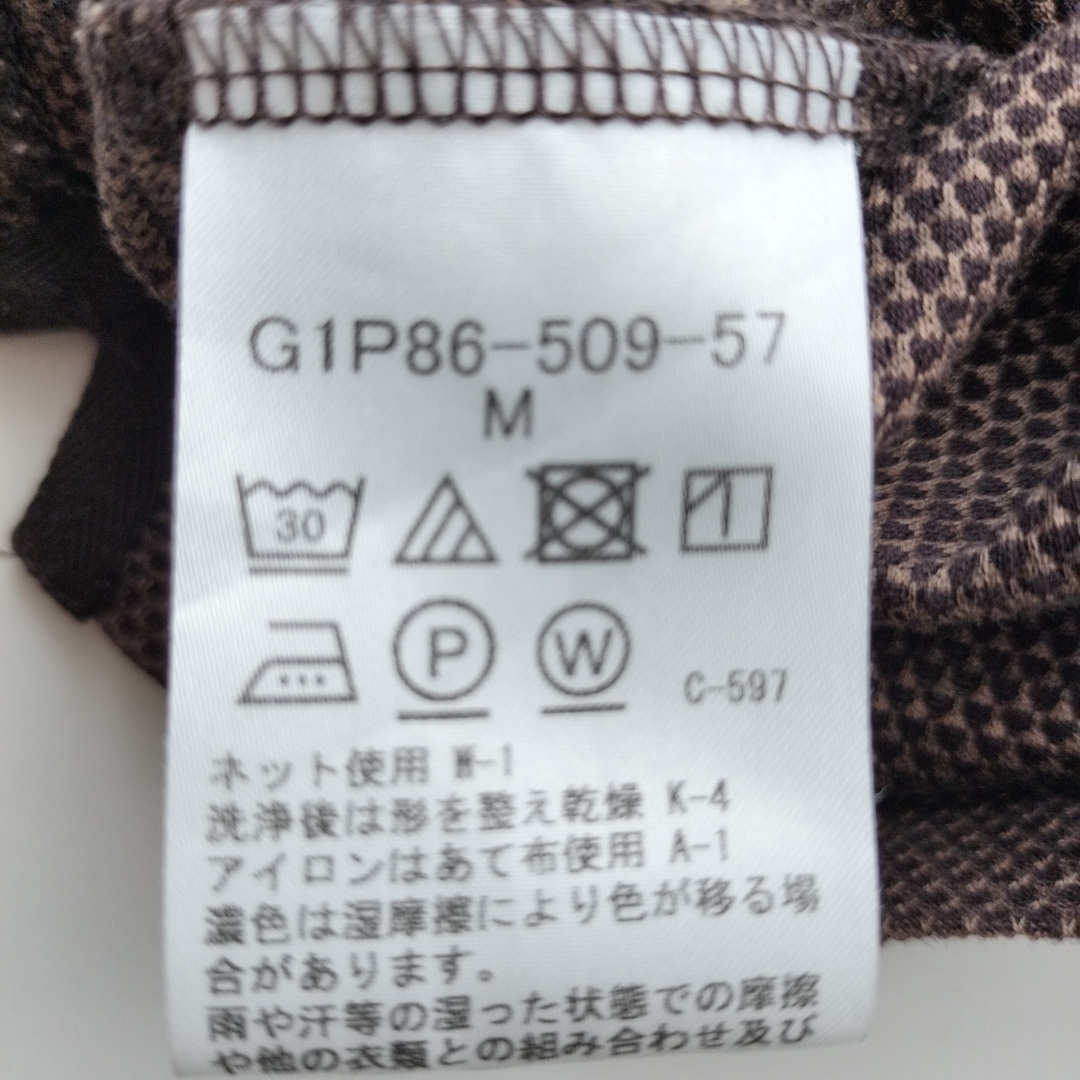 G1P86-509-57
M
30
P W C-597
ネット使用 W-1
洗浄後は形を整え乾燥 K-4
アイロンはあて布使用 A-1
濃色は湿摩擦により色が移る場
合があります。
雨や汗等の湿った状態での摩擦
や他の衣類との組み合わせ及び